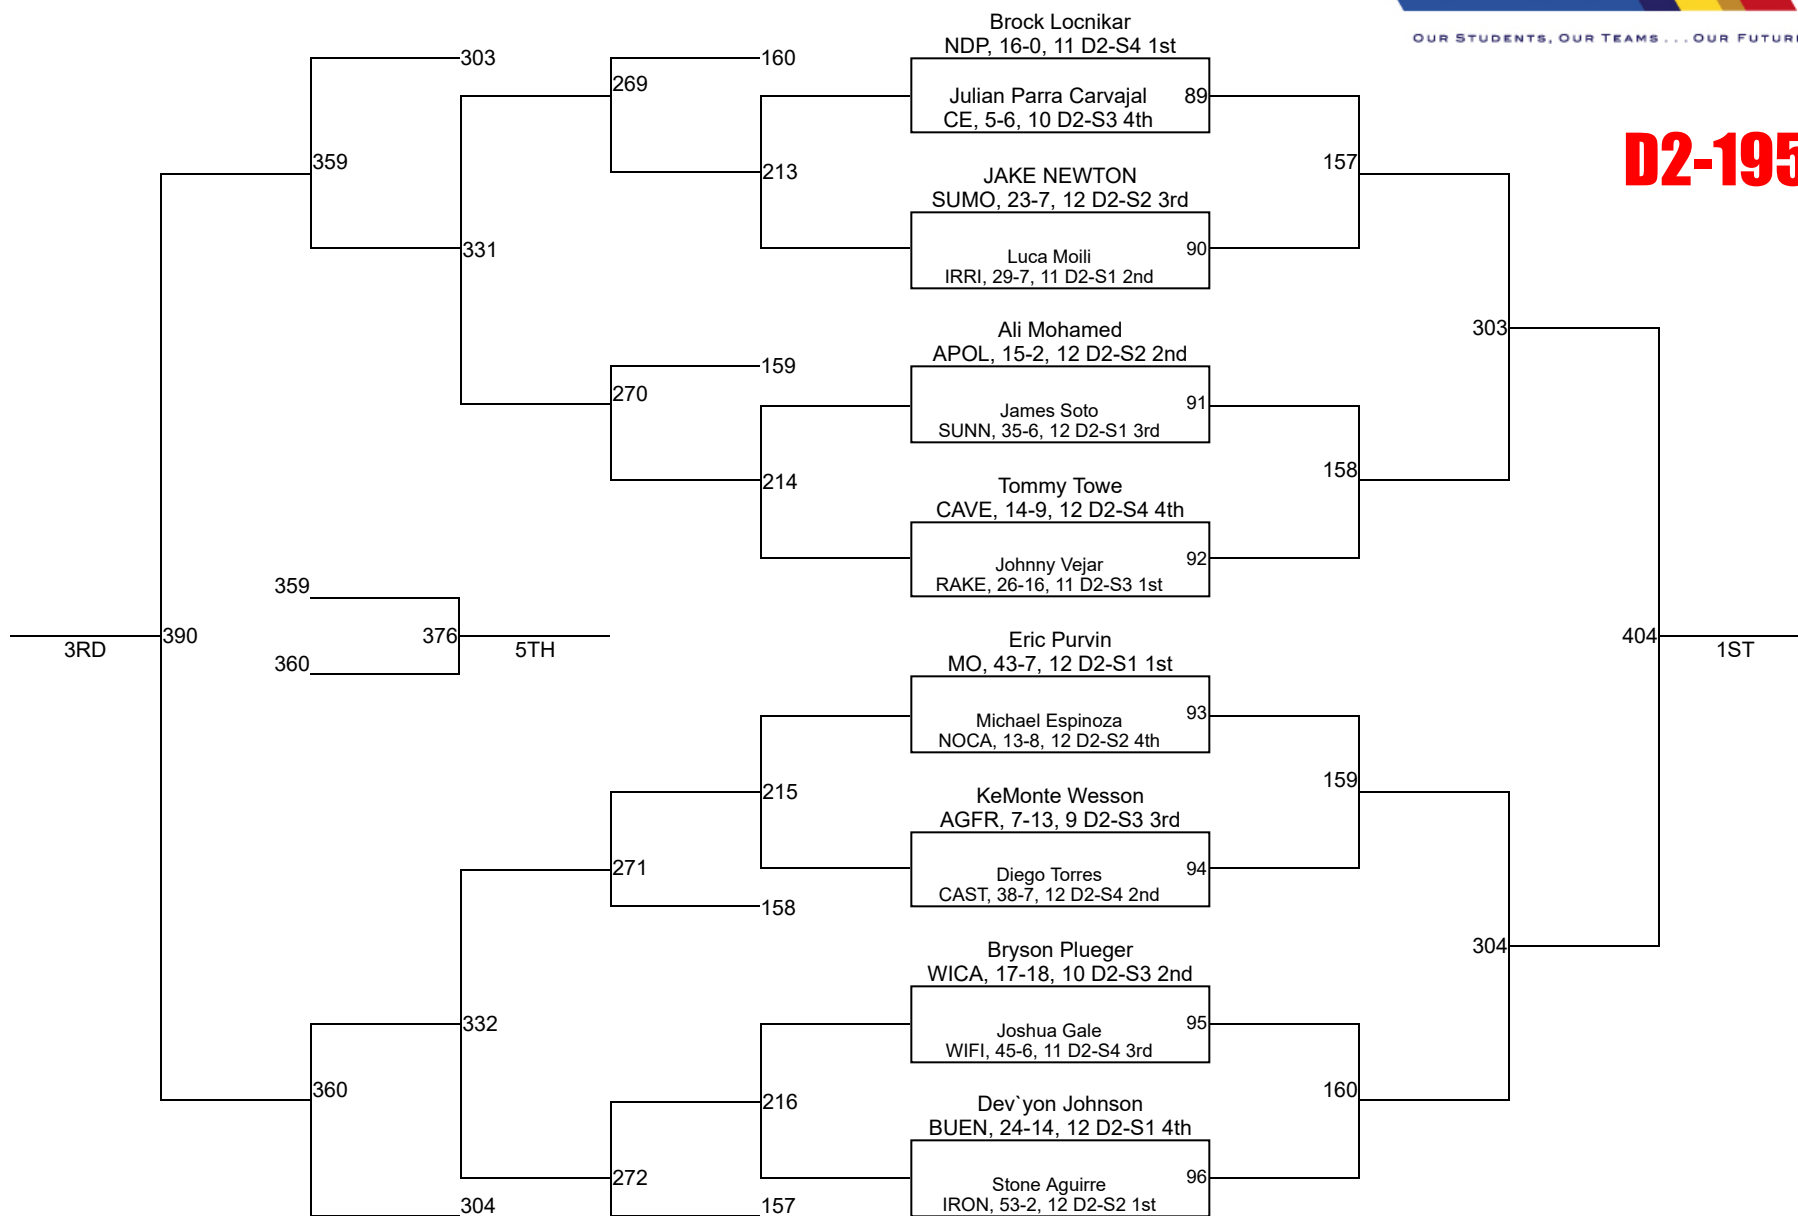 OUR STUDENTS, OUR TEAMS . . . OUR FUTURE
D2-195
Brock Locnikar
NDP, 16-0, 11 D2-S4 1st
Julian Parra Carvajal
CE, 5-6, 10 D2-S3 4th
89
JAKE NEWTON
SUMO, 23-7, 12 D2-S2 3rd
Luca Moili
IRRI, 29-7, 11 D2-S1 2nd
90
Ali Mohamed
APOL, 15-2, 12 D2-S2 2nd
James Soto
SUNN, 35-6, 12 D2-S1 3rd
91
Tommy Towe
CAVE, 14-9, 12 D2-S4 4th
Johnny Vejar
RAKE, 26-16, 11 D2-S3 1st
92
Eric Purvin
MO, 43-7, 12 D2-S1 1st
Michael Espinoza
NOCA, 13-8, 12 D2-S2 4th
93
KeMonte Wesson
AGFR, 7-13, 9 D2-S3 3rd
Diego Torres
CAST, 38-7, 12 D2-S4 2nd
94
Bryson Plueger
WICA, 17-18, 10 D2-S3 2nd
Joshua Gale
WIFI, 45-6, 11 D2-S4 3rd
95
Dev`yon Johnson
BUEN, 24-14, 12 D2-S1 4th
Stone Aguirre
IRON, 53-2, 12 D2-S2 1st
96
157
158
159
160
303
304
404
1ST
160
213
159
214
215
158
216
157
269
270
271
272
303
331
332
304
359
360
359
360
376
5TH
390
3RD